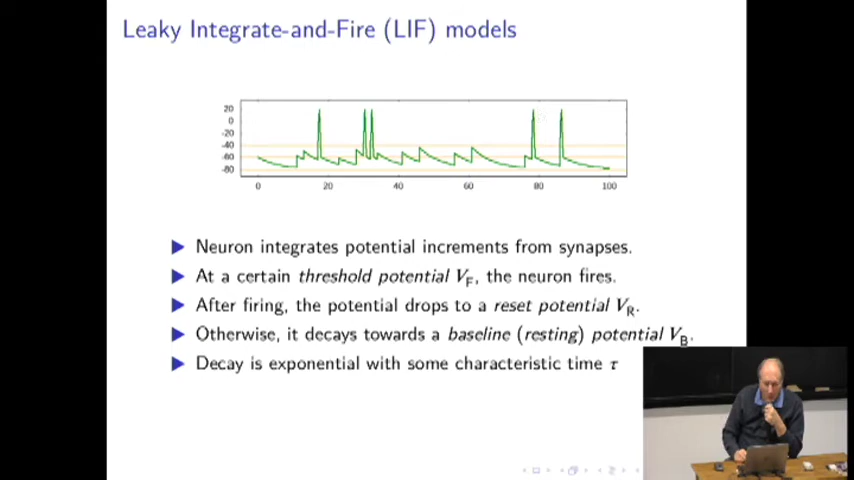 Leaky Integrate-and-Fire (LIF) models
20
0
-20
-40
-60
-80
0 20 40 60 80 100
Neuron integrates potential increments from synapses.
At a certain threshold potential V_F, the neuron fires.
After firing, the potential drops to a reset potential V_R.
Otherwise, it decays towards a baseline (resting) potential V_B.
Decay is exponential with some characteristic time τ